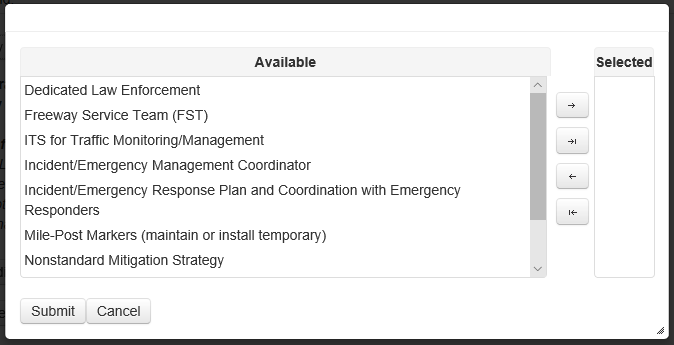 Available
Selected
Dedicated Law Enforcement
Freeway Service Team (FST)
ITS for Traffic Monitoring/Management
Incident/Emergency Management Coordinator
Incident/Emergency Response Plan and Coordination with Emergency
Responders
Mile-Post Markers (maintain or install temporary)
Nonstandard Mitigation Strategy
Submit
Cancel